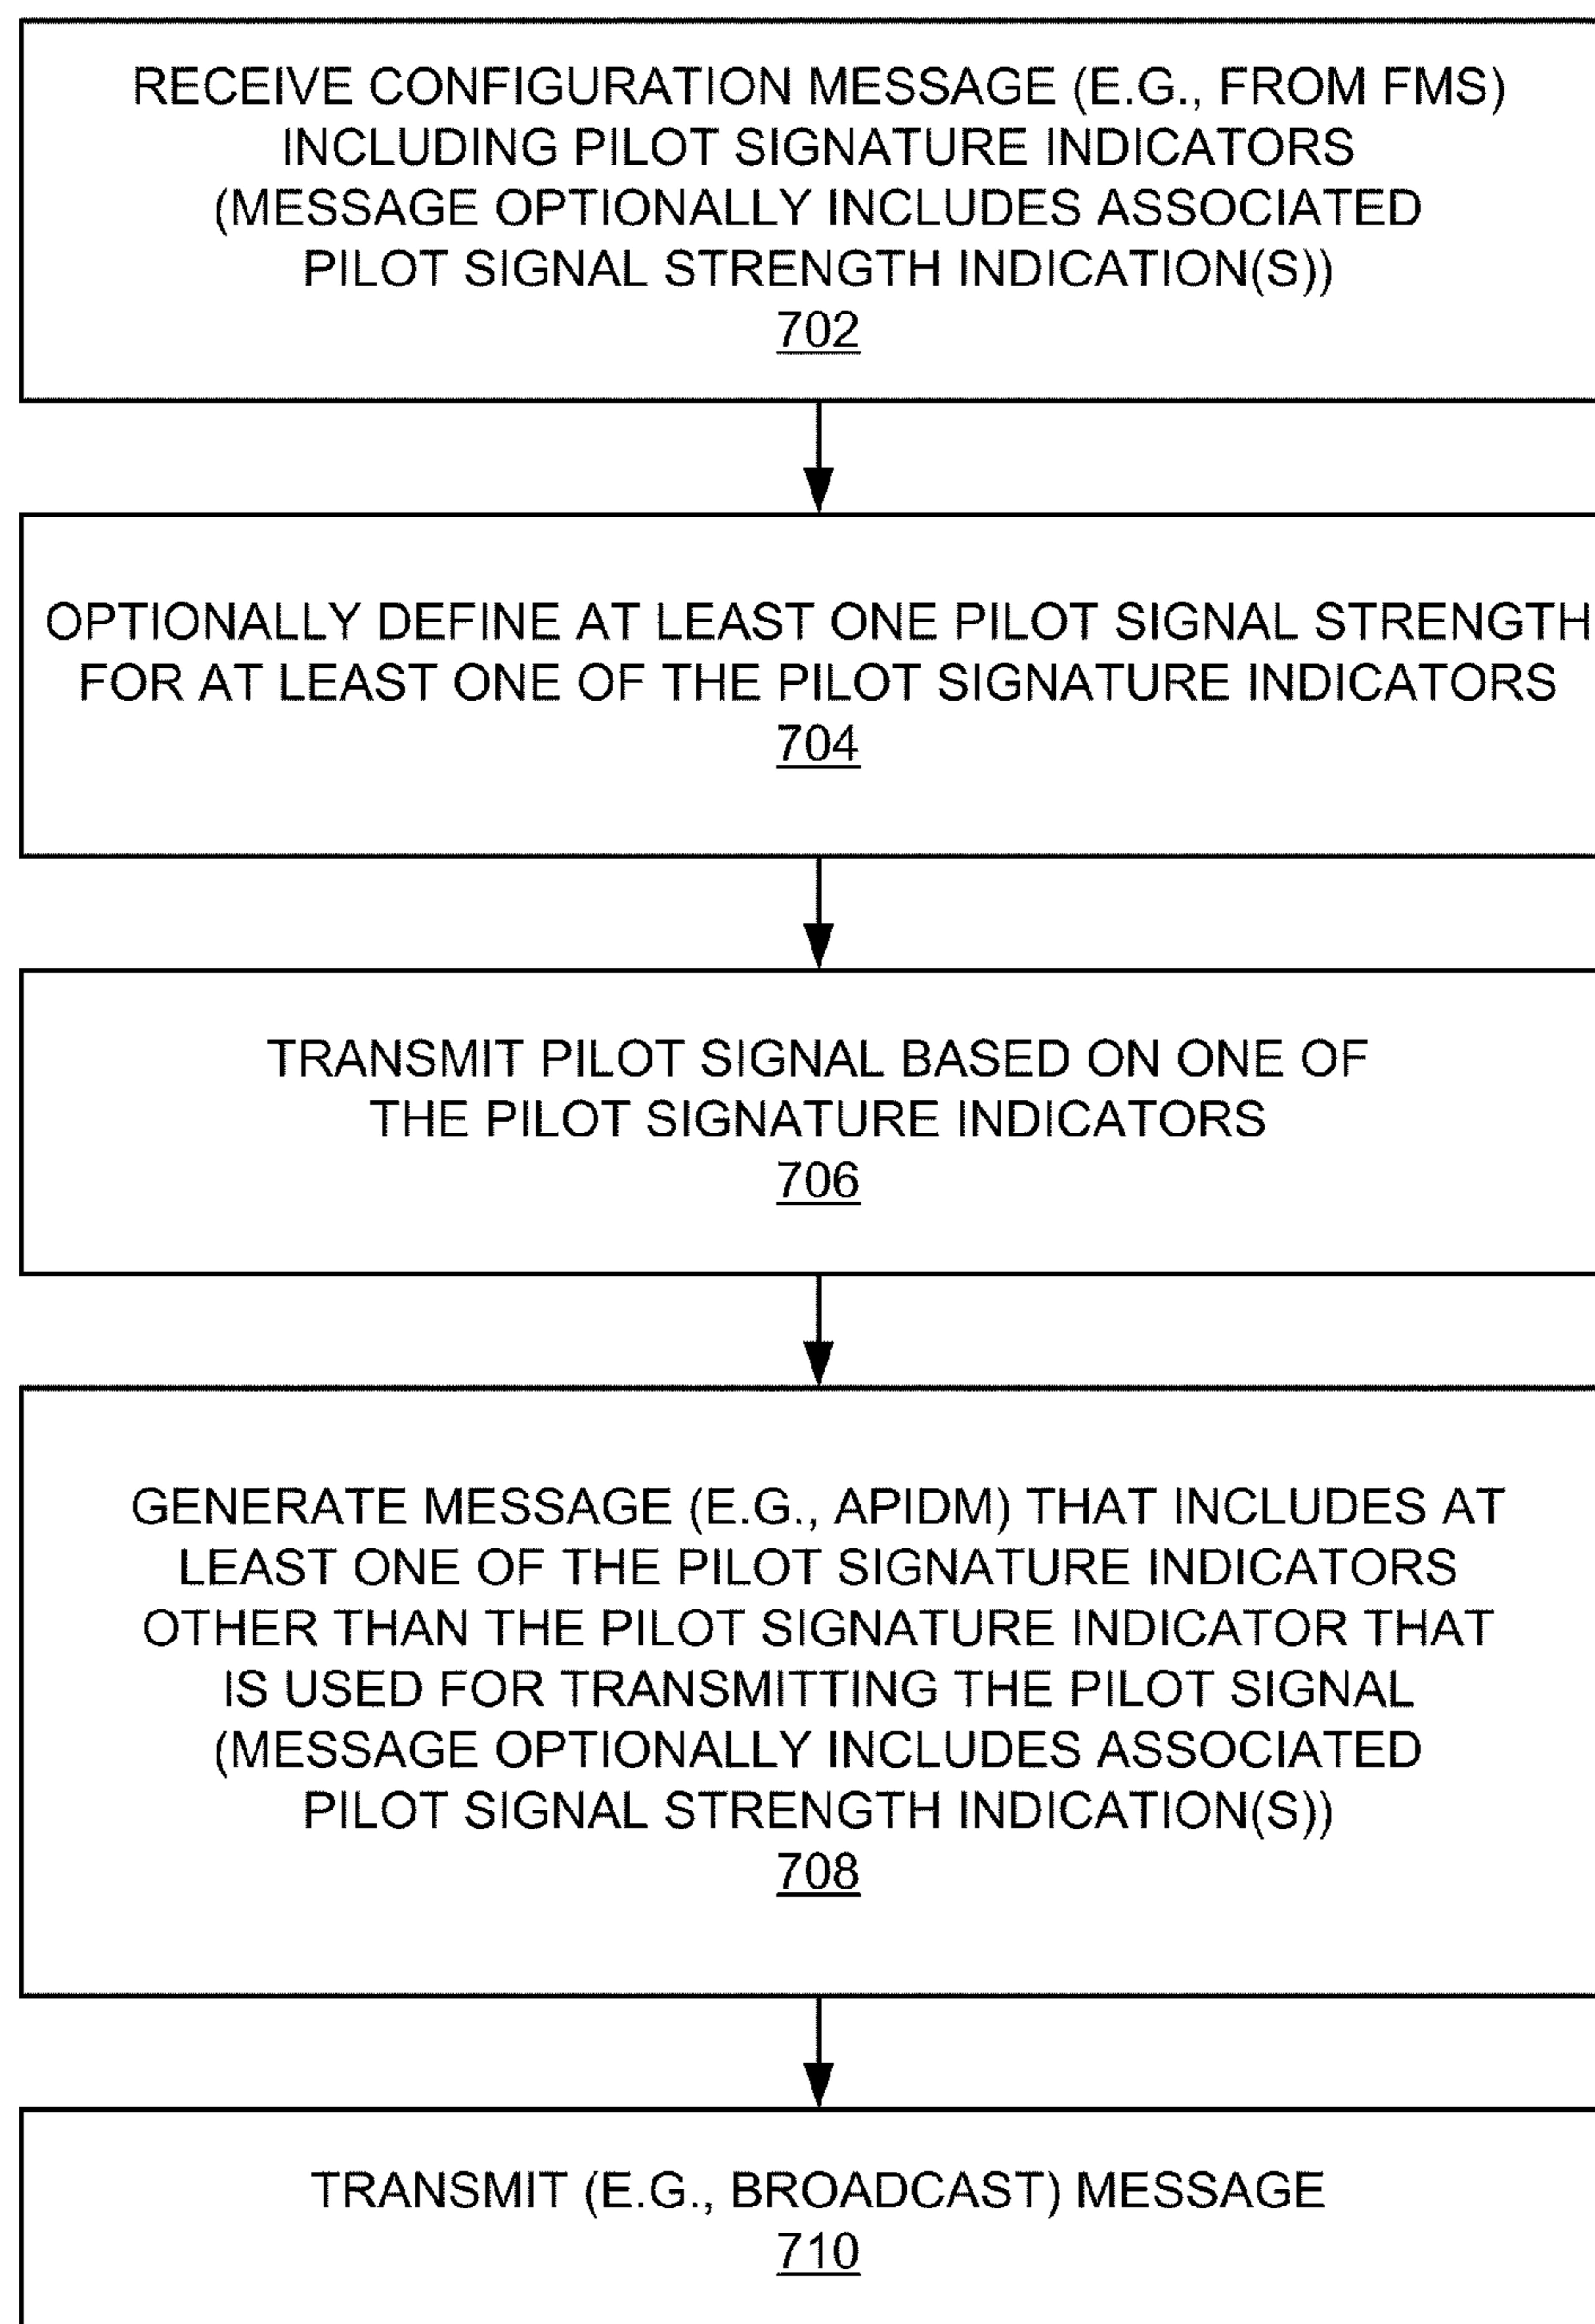 RECEIVE CONFIGURATION MESSAGE (E.G., FROM FMS)
INCLUDING PILOT SIGNATURE INDICATORS
(MESSAGE OPTIONALLY INCLUDES ASSOCIATED
PILOT SIGNAL STRENGTH INDICATION(S))
702
OPTIONALLY DEFINE AT LEAST ONE PILOT SIGNAL STRENGTH
FOR AT LEAST ONE OF THE PILOT SIGNATURE INDICATORS
704
TRANSMIT PILOT SIGNAL BASED ON ONE OF
THE PILOT SIGNATURE INDICATORS
706
GENERATE MESSAGE (E.G., APIDM) THAT INCLUDES AT
LEAST ONE OF THE PILOT SIGNATURE INDICATORS
OTHER THAN THE PILOT SIGNATURE INDICATOR THAT
IS USED FOR TRANSMITTING THE PILOT SIGNAL
(MESSAGE OPTIONALLY INCLUDES ASSOCIATED
PILOT SIGNAL STRENGTH INDICATION(S))
708
TRANSMIT (E.G., BROADCAST) MESSAGE
710